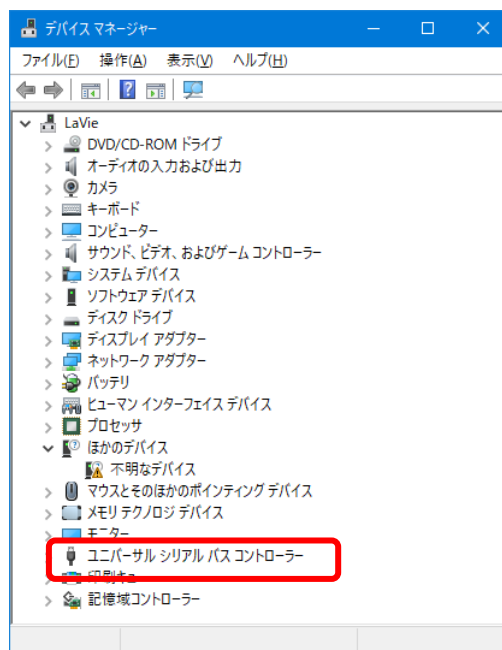 デバイス マネージャー
ファイル(F) 操作(A) 表示(V) ヘルプ(H)
LaVie
DVD/CD-ROM ドライブ
オーディオの入力および出力
カメラ
キーボード
コンピューター
サウンド、ビデオ、およびゲーム コントローラー
システム デバイス
ソフトウェア デバイス
ディスク ドライブ
ディスプレイ アダプター
ネットワーク アダプター
バッテリ
ヒューマン インターフェイス デバイス
プロセッサ
ほかのデバイス
不明なデバイス
マウスとそのほかのポインティング デバイス
メモリ テクノロジ デバイス
モニター
ユニバーサル シリアル バス コントローラー
印刷キュー
記憶域コントローラー